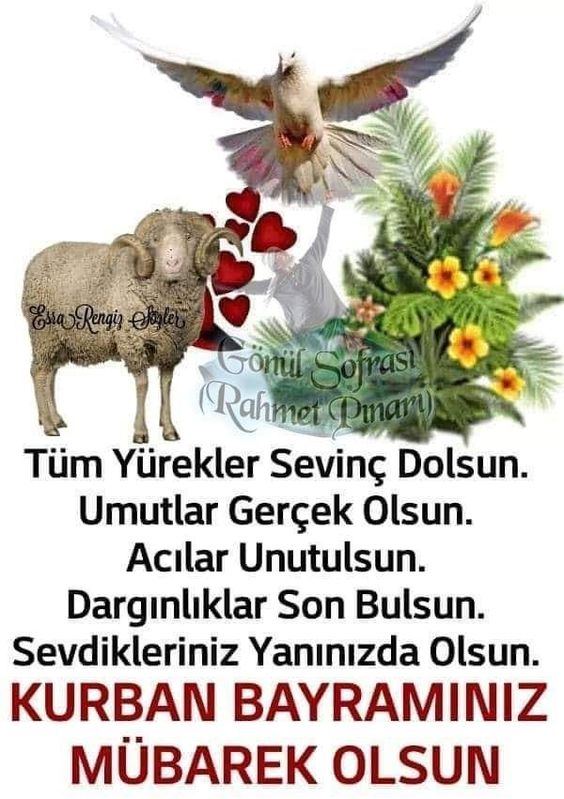 Esra Rengiz Sözler
Gönül Sofrası
(Rahmet Pınarı)
Tüm Yürekler Sevinç Dolsun.
Umutlar Gerçek Olsun.
Acılar Unutulsun.
Dargınlıklar Son Bulsun.
Sevdikleriniz Yanınızda Olsun.
KURBAN BAYRAMINIZ
MÜBAREK OLSUN